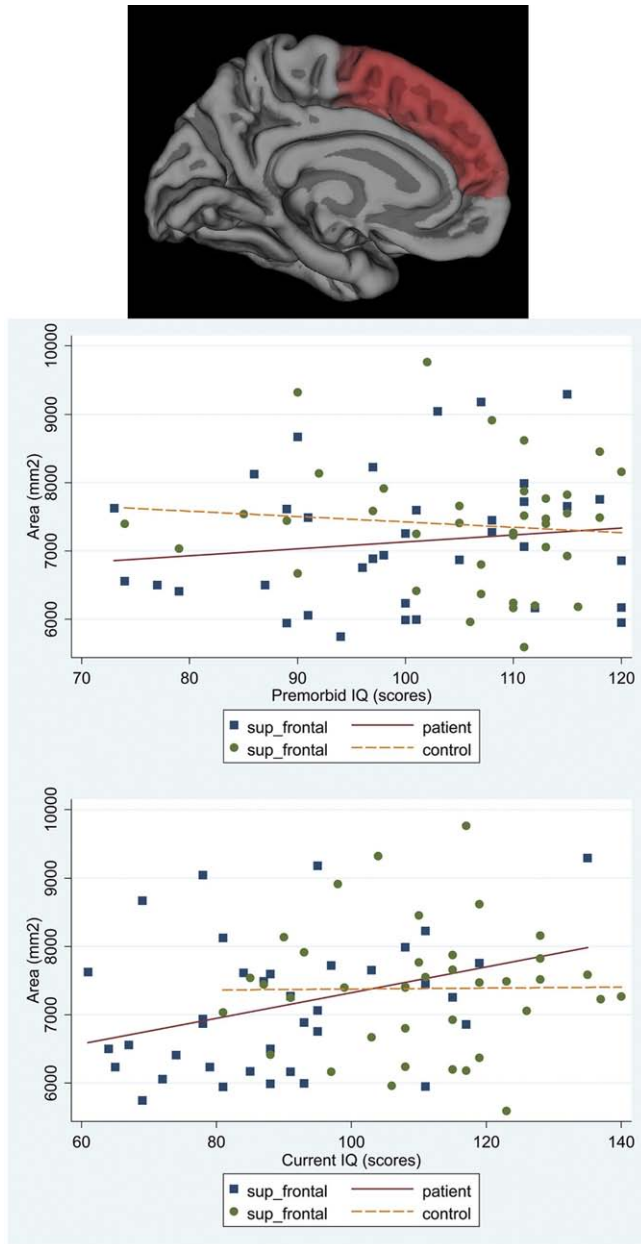 Area (mm2)
10000
9000
8000
7000
6000
70 80 90 100 110 120
Premorbid IQ (scores)
sup_frontal patient
sup_frontal control
Area (mm2)
10000
9000
8000
7000
6000
60 80 100 120 140
Current IQ (scores)
sup_frontal patient
sup_frontal control